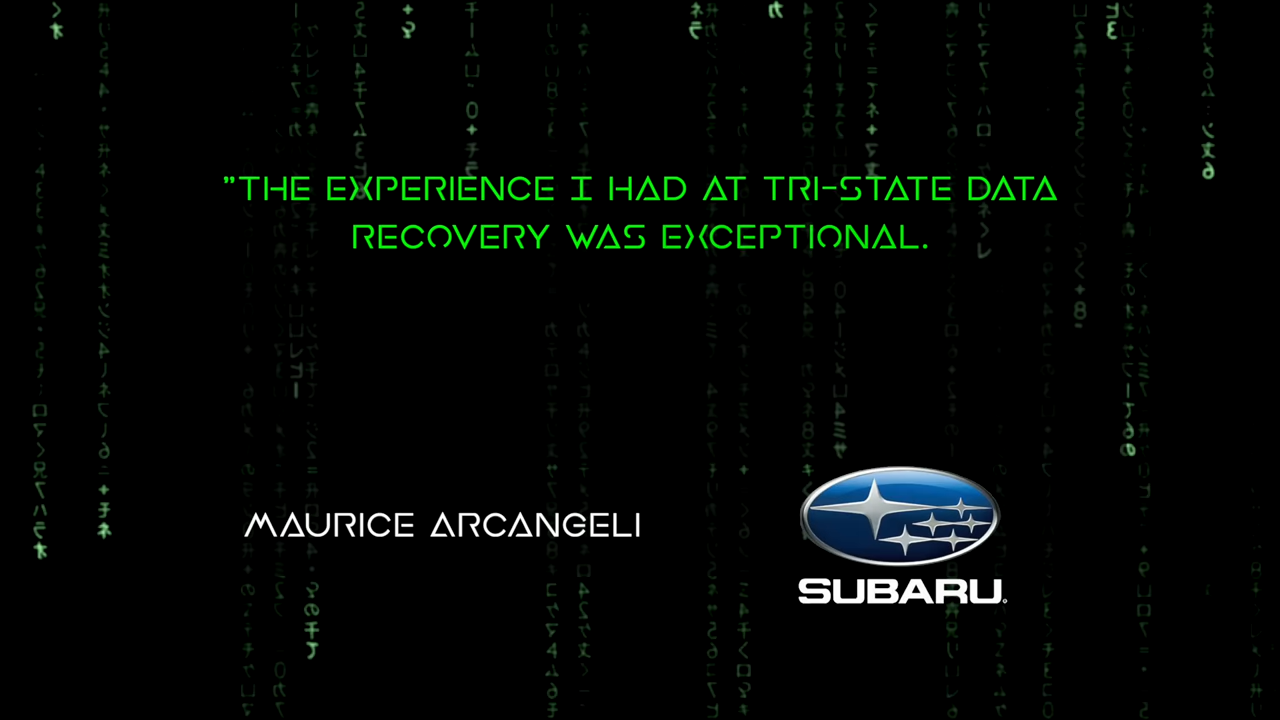 "THE EXPERIENCE I HAD AT TRI-STATE DATA
RECOVERY WAS EXCEPTIONAL.
MAURICE ARCANGELI
SUBARU